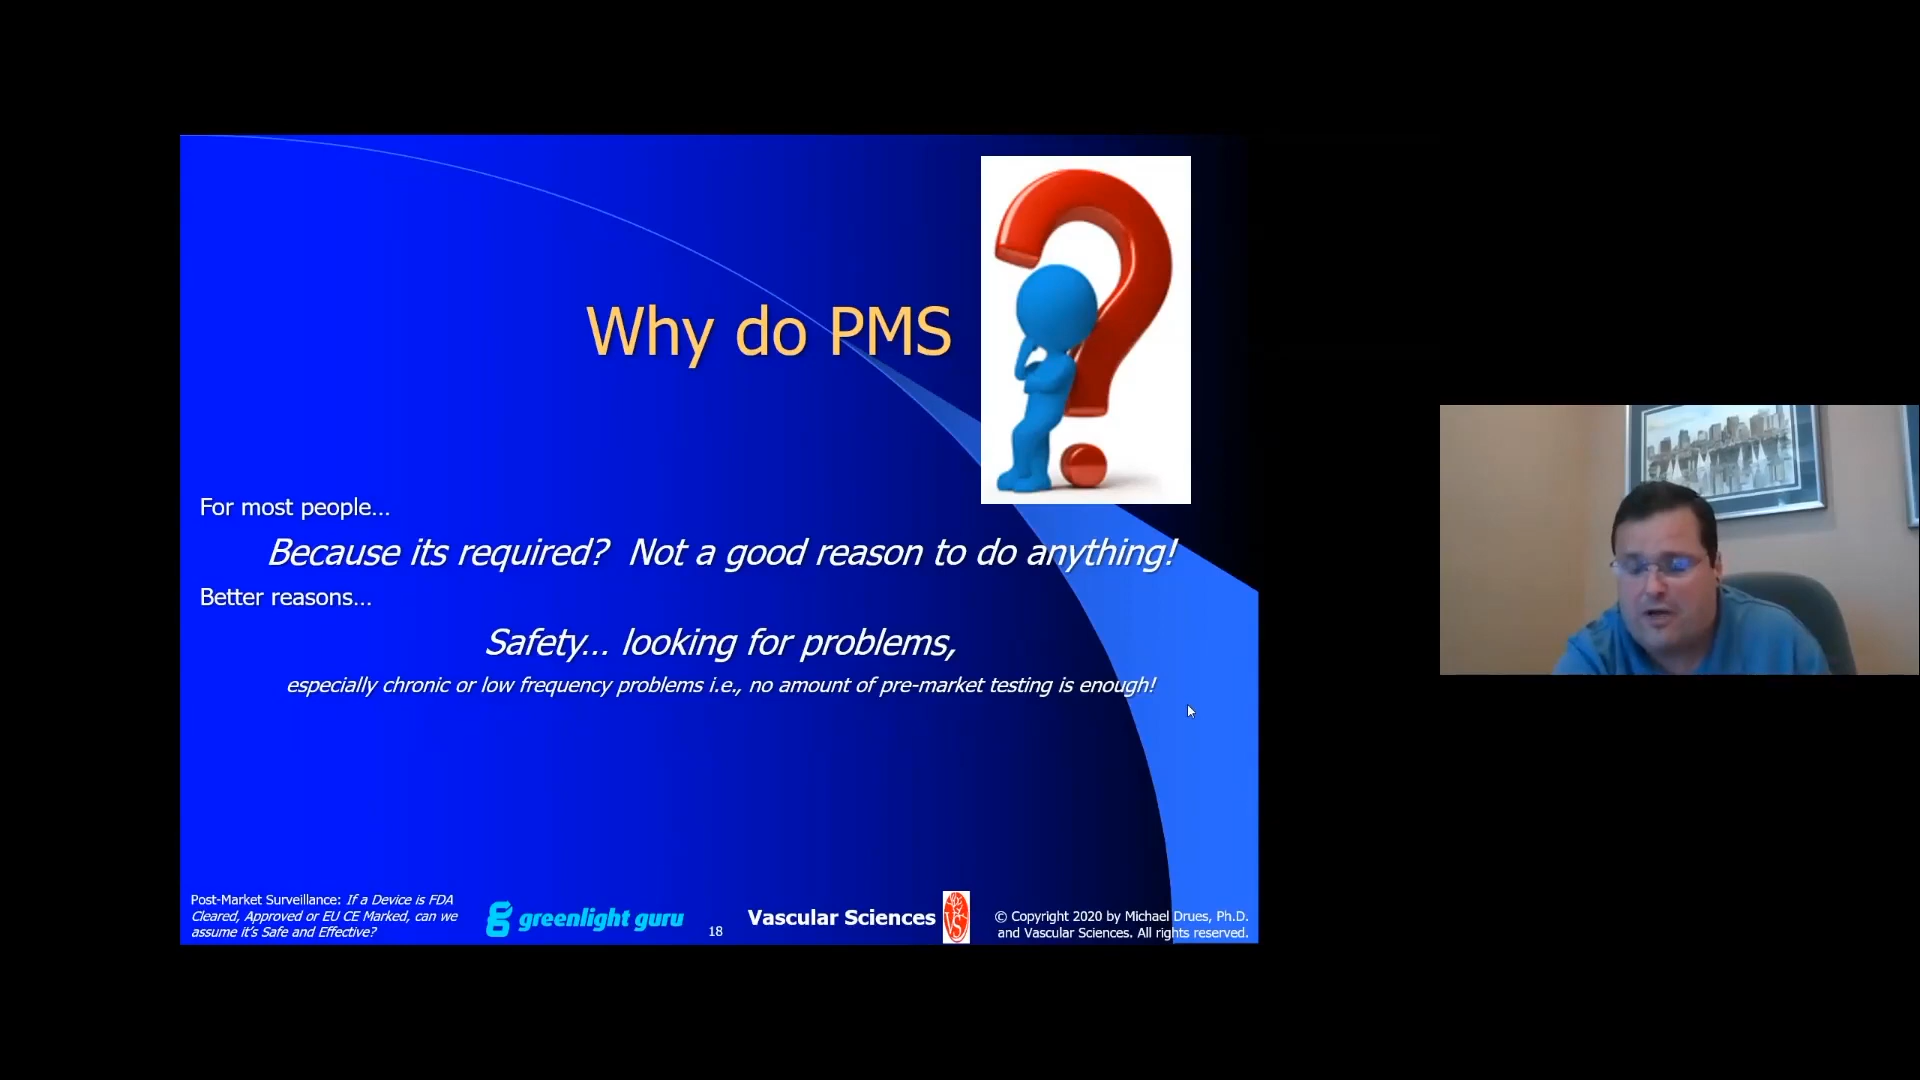 Why do PMS
For most people...
Because its required?  Not a good reason to do anything!
Better reasons...
Safety... looking for problems,
especially chronic or low frequency problems i.e., no amount of pre-market testing is enough!
Post-Market Surveillance: If a Device is FDA
Cleared, Approved or EU CE Marked, can we
assume it's Safe and Effective?
greenlight guru
18
Vascular Sciences
VS
© Copyright 2020 by Michael Drues, Ph.D.
and Vascular Sciences. All rights reserved.